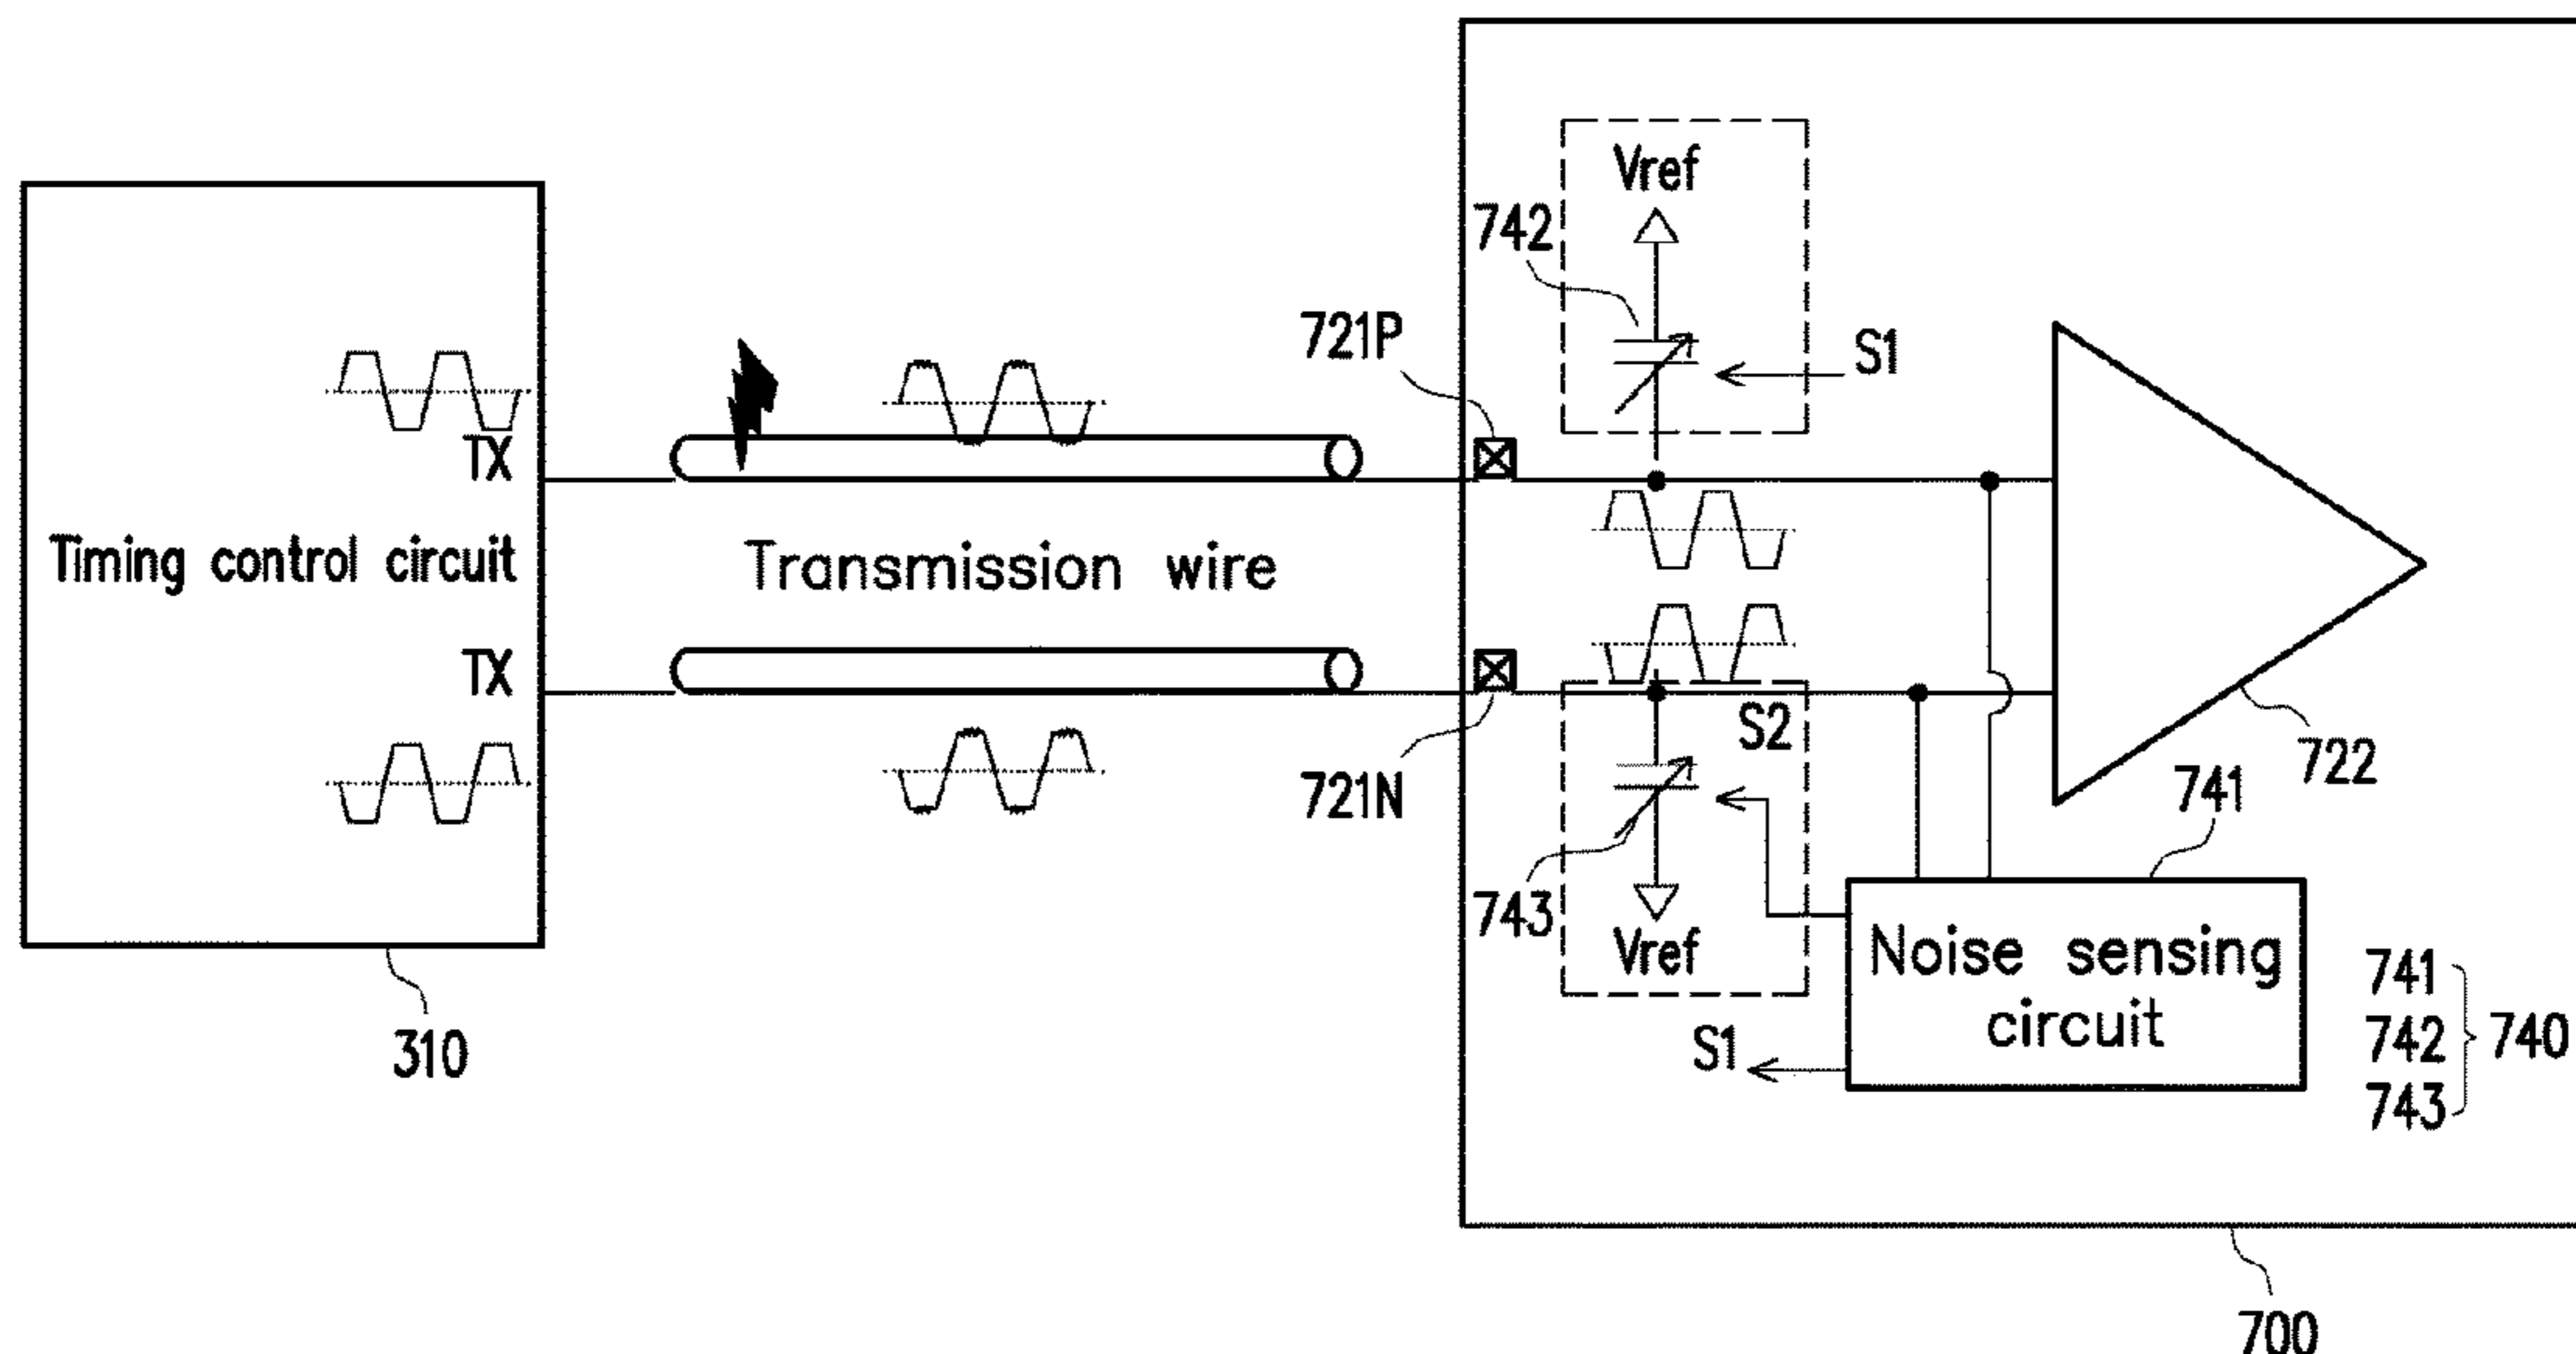 Vref
742
721P
S1
TX
Timing control circuit
Transmission wire
TX
S2
722
721N
741
743
Vref
Noise sensing
circuit
S1
741
742
743
740
310
700